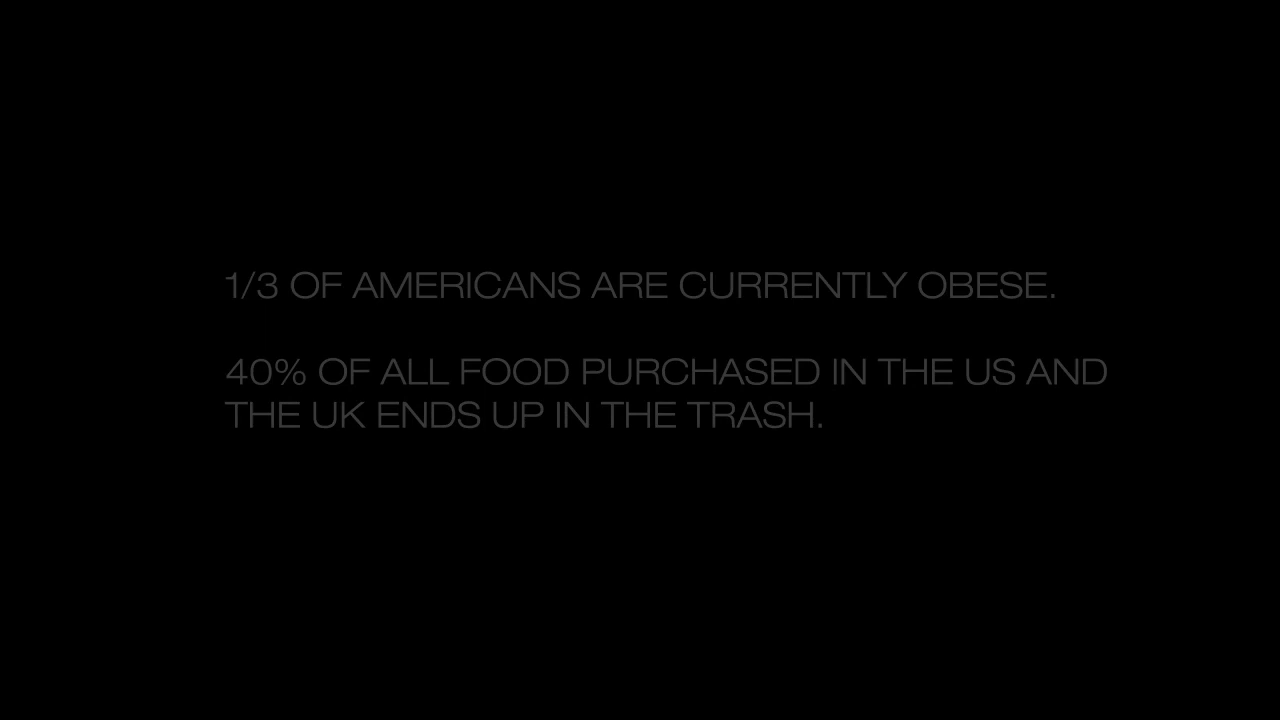 1/3 OF AMERICANS ARE CURRENTLY OBESE.
40% OF ALL FOOD PURCHASED IN THE US AND
THE UK ENDS UP IN THE TRASH.